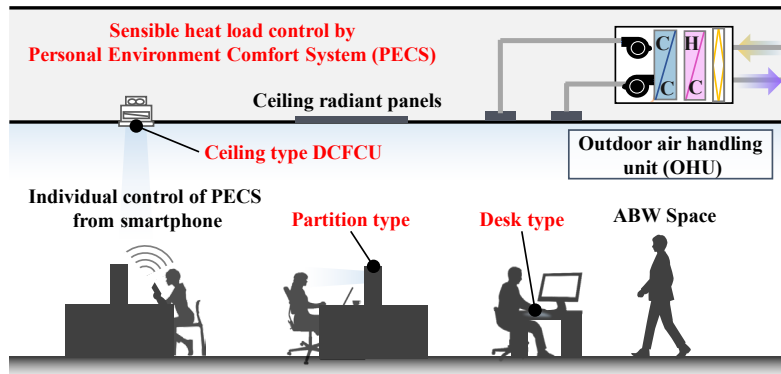 Sensible heat load control by
Personal Environment Comfort System (PECS)
C H
C C
Ceiling radiant panels
Ceiling type DCFCU
Outdoor air handling
unit (OHU)
Individual control of PECS
from smartphone
Partition type
Desk type
ABW Space